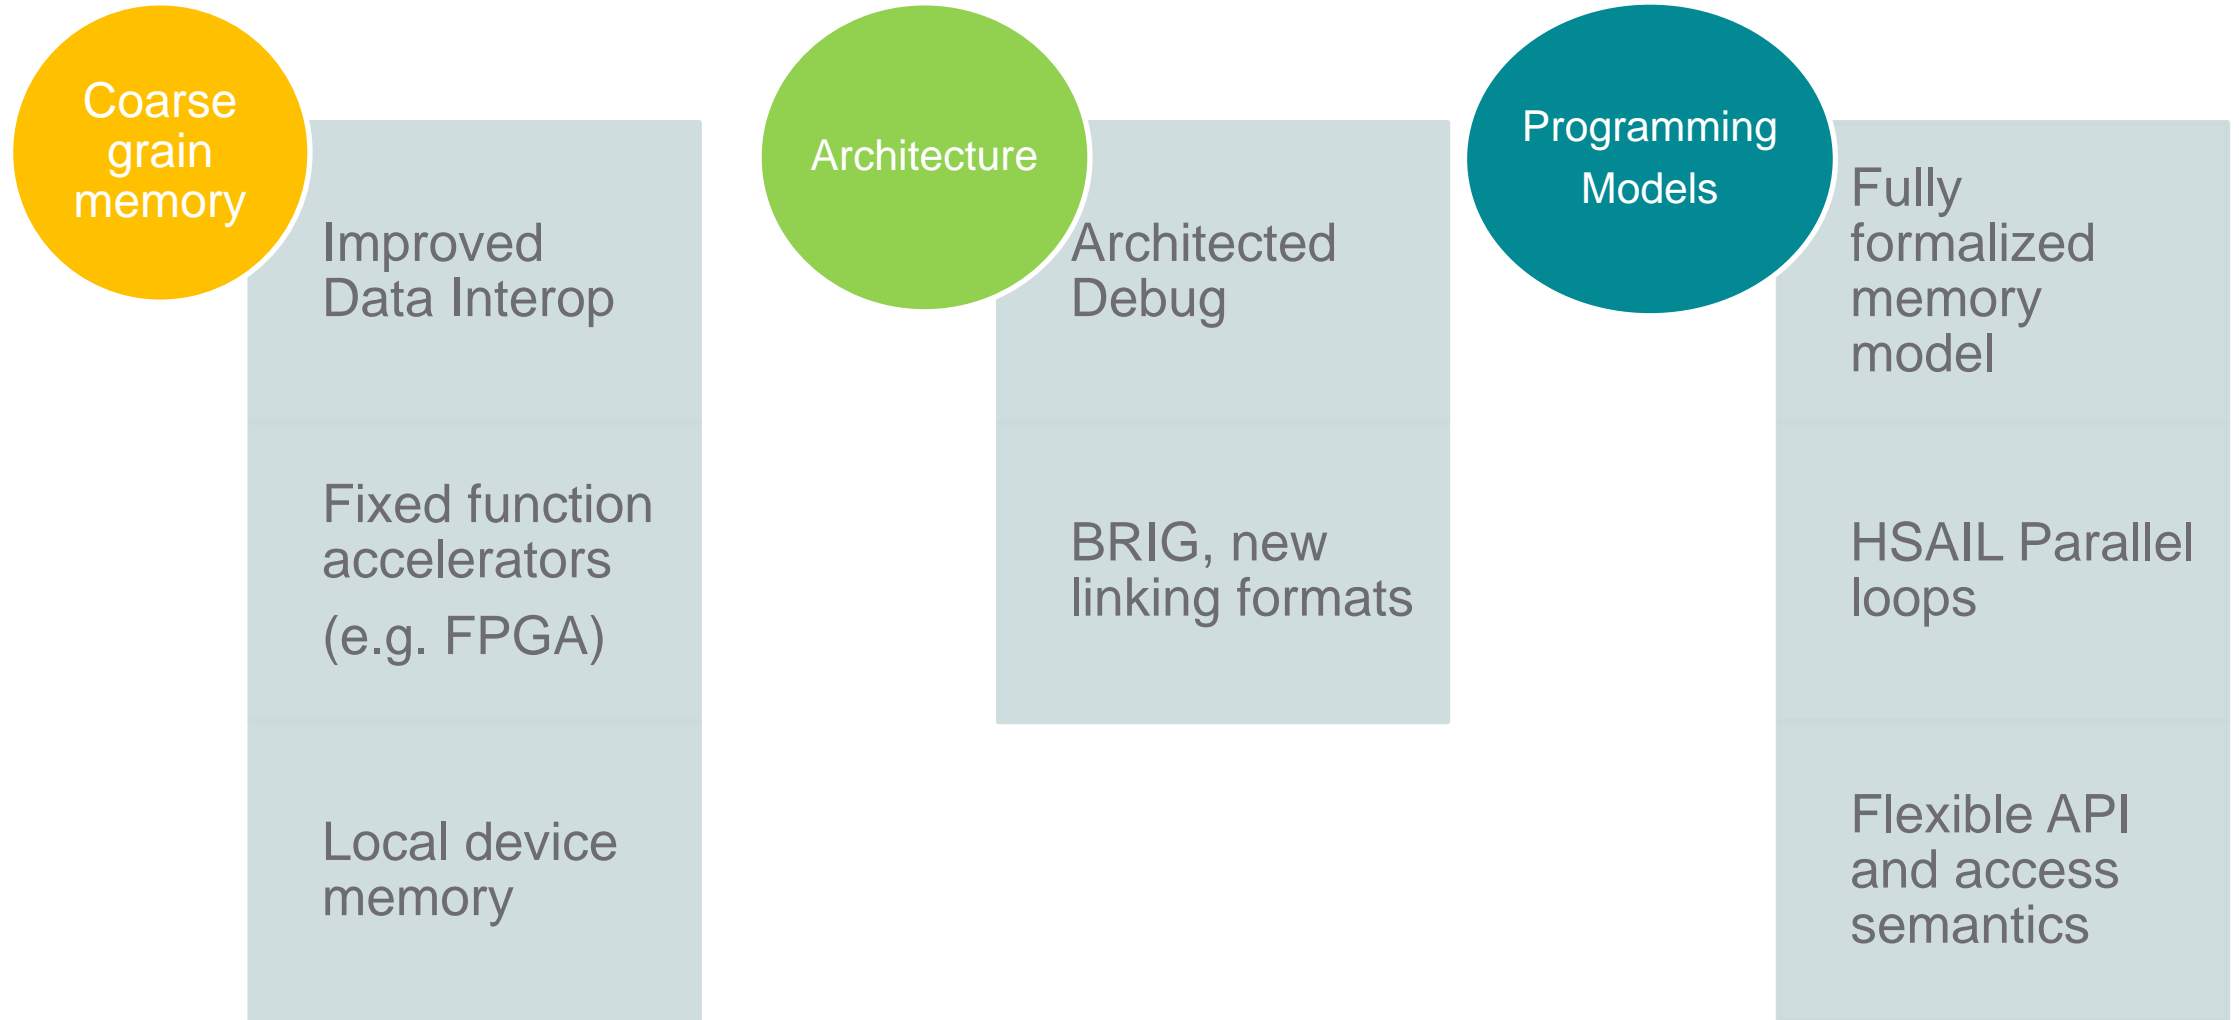 Coarse
grain
memory
Improved
Data Interop
Fixed function
accelerators
(e.g. FPGA)
Local device
memory
Architecture
Architected
Debug
BRIG, new
linking formats
Programming
Models
Fully
formalized
memory
model
HSAIL Parallel
loops
Flexible API
and access
semantics